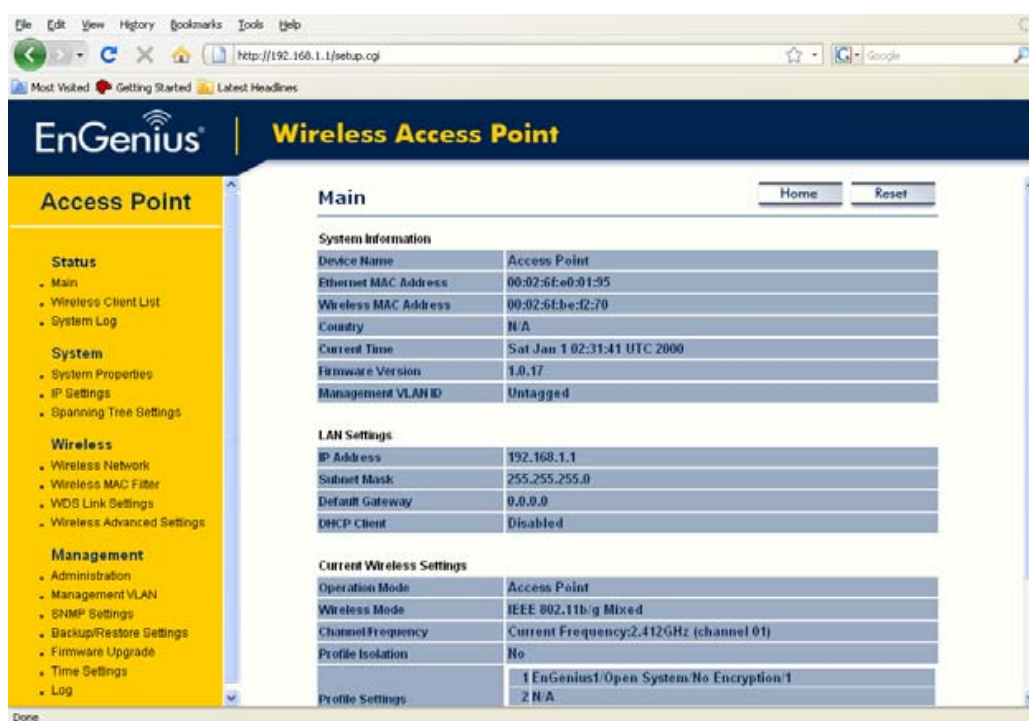 File Edit View History Bookmarks Tools Help
http://192.168.1.1/setup.cgi
Google
Most Visited Getting Started Latest Headlines
EnGenius®
Wireless Access Point
Access Point
Status
Main
Wireless Client List
System Log
System
System Properties
IP Settings
Spanning Tree Settings
Wireless
Wireless Network
Wireless MAC Filter
WDS Link Settings
Wireless Advanced Settings
Management
Administration
Management VLAN
SNMP Settings
Backup/Restore Settings
Firmware Upgrade
Time Settings
Log
Main
Home Reset
System Information
Device Name Access Point
Ethernet MAC Address 00:02:6f:e0:01:95
Wireless MAC Address 00:02:6f:be:f2:70
Country N/A
Current Time Sat Jan 1 02:31:41 UTC 2000
Firmware Version 1.0.17
Management VLAN ID Untagged
LAN Settings
IP Address 192.168.1.1
Subnet Mask 255.255.255.0
Default Gateway 0.0.0.0
DHCP Client Disabled
Current Wireless Settings
Operation Mode Access Point
Wireless Mode IEEE 802.11b/g Mixed
Channel/Frequency Current Frequency:2.412GHz (channel 01)
Profile Isolation No
Profile Settings
1 EnGenius1/Open System/No Encryption/1
2 N/A
Done